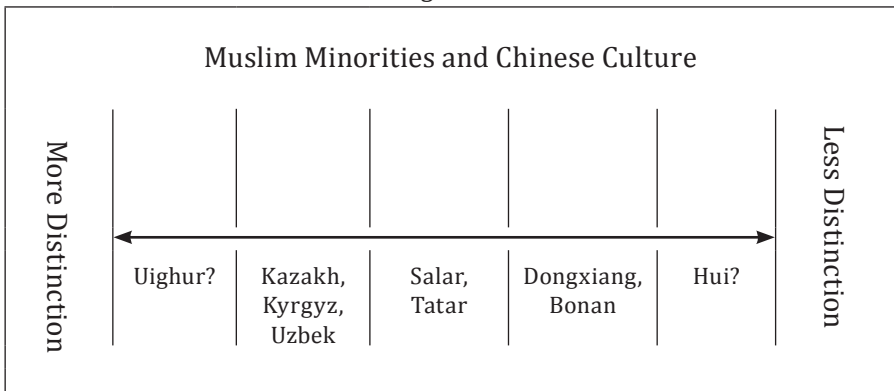 Muslim Minorities and Chinese Culture
More Distinction
Uighur?
Kazakh,
Kyrgyz,
Uzbek
Salar,
Tatar
Dongxiang,
Bonan
Hui?
Less Distinction